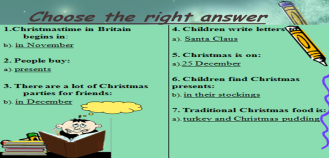 Choose the right answer
1.Christmastime in Britain
begins in
b). in November
2. People buy:
a) presents
3. There are a lot of Christmas
parties for friends:
b). in December
4. Children write letters
a). Santa Claus
5. Christmas is on:
a) 25 December
6. Children find Christmas
presents:
b). in their stockings
7. Traditional Christmas food is:
a). turkey and Christmas pudding